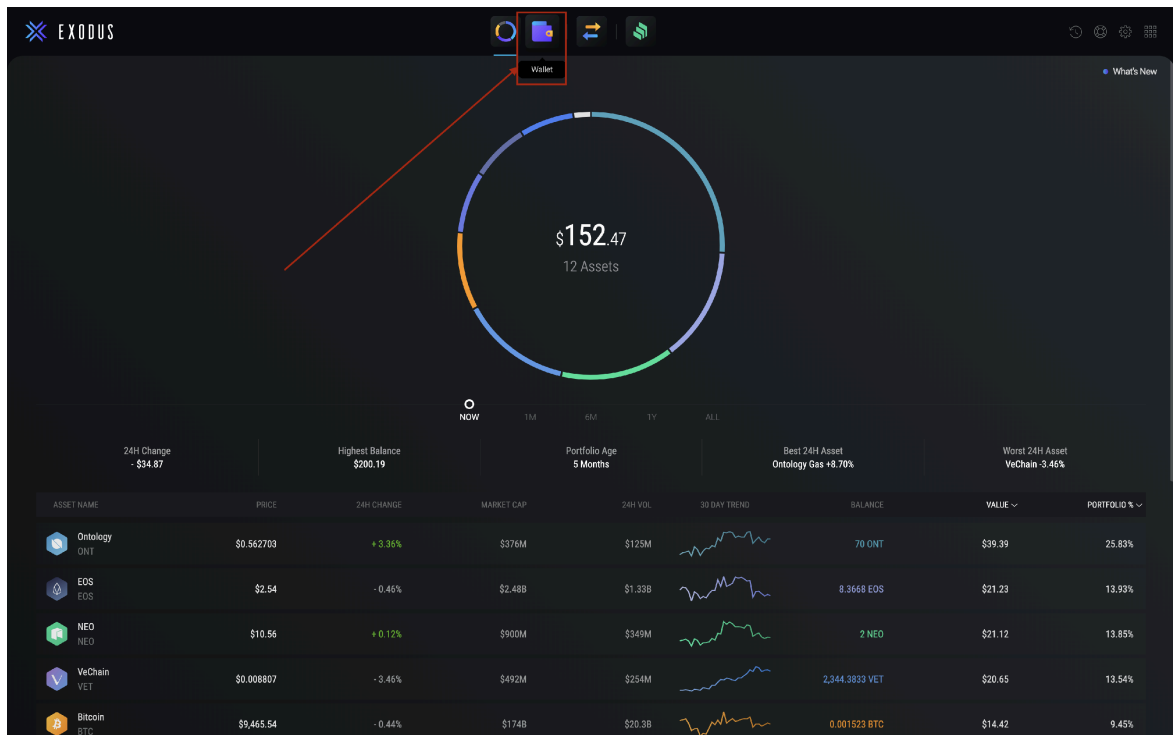 EXODUS
Wallet
What's New
$152.47
12 Assets
NOW 1M 6M 1Y ALL
24H Change Highest Balance Portfolio Age Best 24H Asset Worst 24H Asset
- $34.87 $200.19 5 Months Ontology Gas +8.70% VeChain -3.46%
ASSET NAME PRICE 24H CHANGE MARKET CAP 24H VOL 30 DAY TREND BALANCE VALUE PORTFOLIO %
Ontology
ONT $0.562703 + 3.36% $376M $125M 70 ONT $39.39 25.83%
EOS
EOS $2.54 - 0.46% $2.48B $1.33B 8.3668 EOS $21.23 13.93%
NEO
NEO $10.56 + 0.12% $900M $349M 2 NEO $21.12 13.85%
VeChain
VET $0.008807 - 3.46% $492M $254M 2,344.3833 VET $20.65 13.54%
Bitcoin
BTC $9,465.54 - 0.44% $174B $20.3B 0.001523 BTC $14.42 9.45%